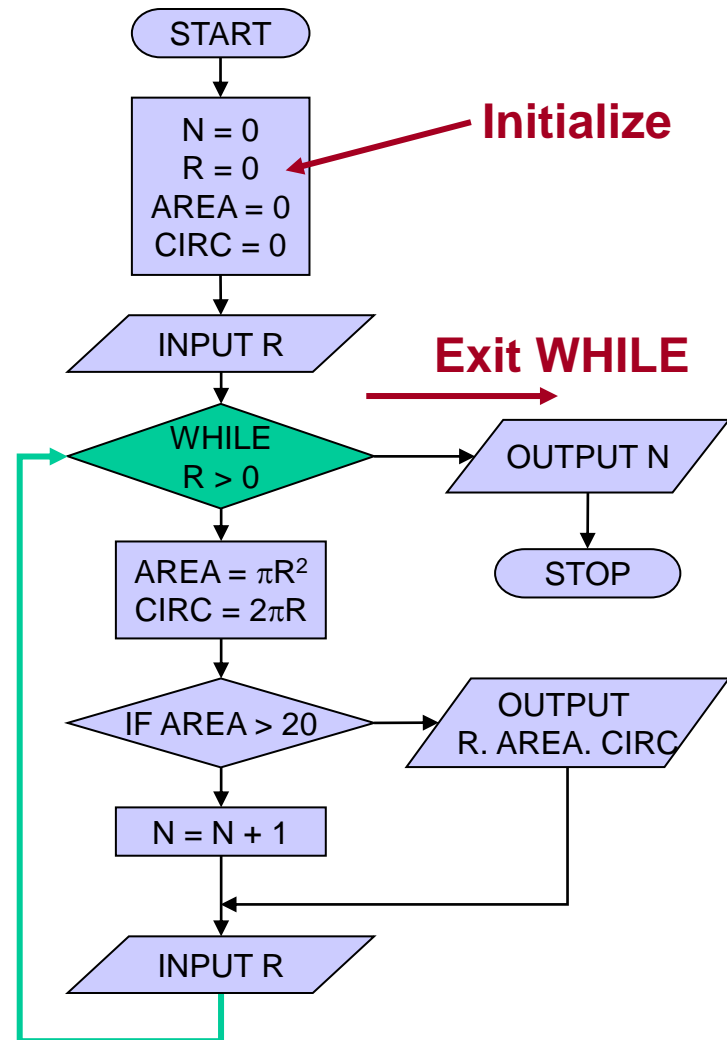 START
N = 0
R = 0
AREA = 0
CIRC = 0
Initialize
INPUT R
Exit WHILE
WHILE
R > 0
OUTPUT N
STOP
AREA = πR²
CIRC = 2πR
IF AREA > 20
OUTPUT
R. AREA. CIRC
N = N + 1
INPUT R